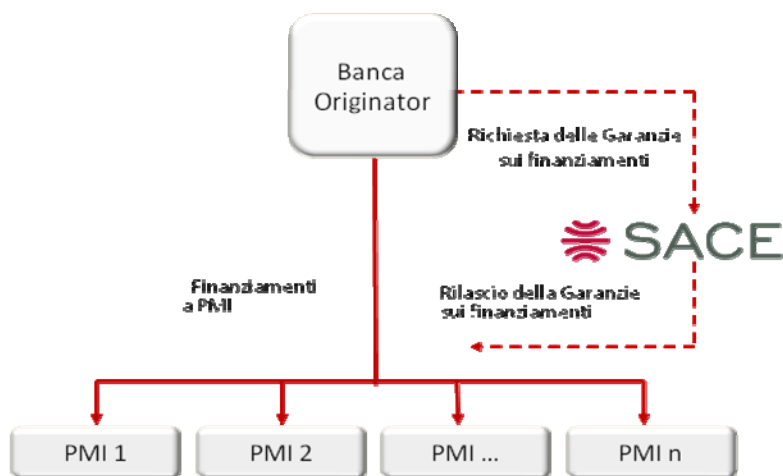 Banca
Originator
Richiesta delle Garanzie
sui finanziamenti
SACE
Finanziamenti
a PMI
Rilascio della Garanzie
sui finanziamenti
PMI 1
PMI 2
PMI ...
PMI n